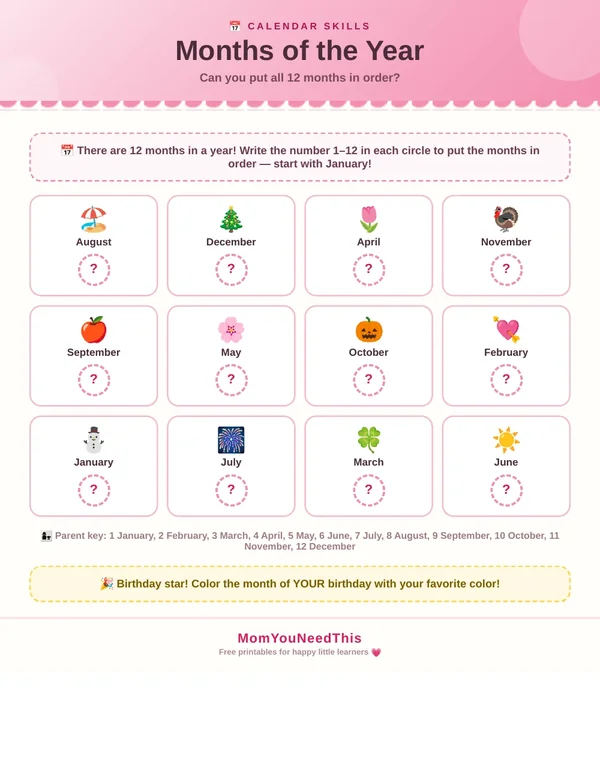 CALENDAR SKILLS
Months of the Year
Can you put all 12 months in order?
There are 12 months in a year! Write the number 1–12 in each circle to put the months in
order — start with January!
August
December
April
November
?
?
?
?
September
May
October
February
?
?
?
?
January
July
March
June
?
?
?
?
Parent key: 1 January, 2 February, 3 March, 4 April, 5 May, 6 June, 7 July, 8 August, 9 September, 10 October, 11
November, 12 December
Birthday star! Color the month of YOUR birthday with your favorite color!
MomYouNeedThis
Free printables for happy little learners